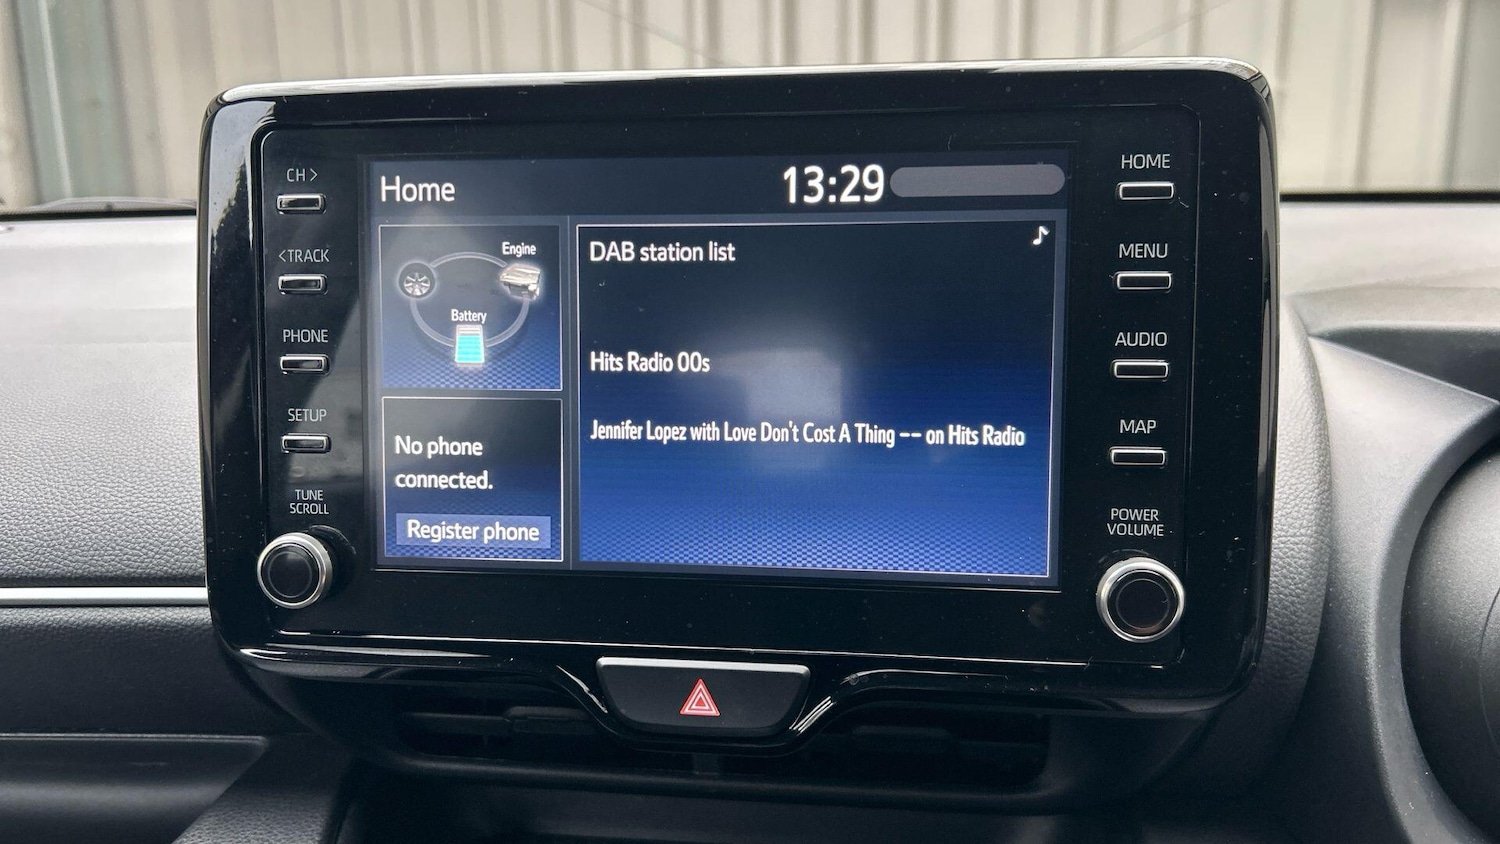 CH >
<TRACK
PHONE
SETUP
TUNE
SCROLL
Home
13:29
Engine
Battery
No phone
connected.
Register phone
DAB station list
Hits Radio 00s
Jennifer Lopez with Love Don't Cost A Thing -- on Hits Radio
HOME
MENU
AUDIO
MAP
POWER
VOLUME